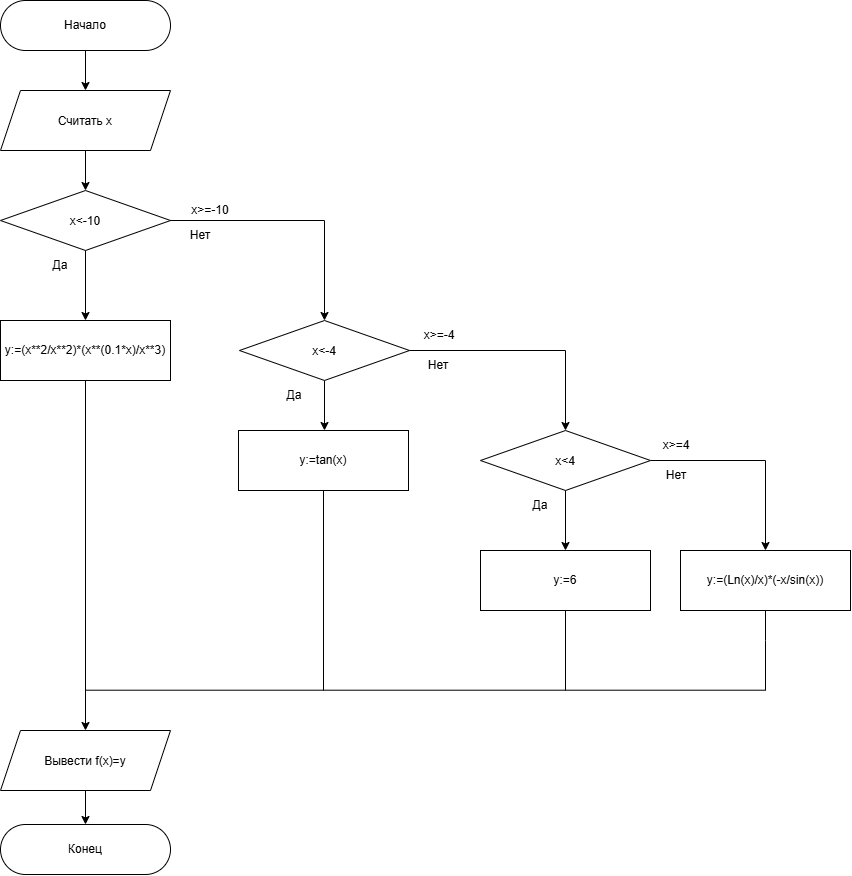 Начало
Считать x
x<-10
x>=-10
Нет
Да
y:=(x**2/x**2)*(x**(0.1*x)/x**3)
x<-4
x>=-4
Нет
Да
y:=tan(x)
x<4
x>=4
Нет
Да
y:=6
y:=(Ln(x)/x)*(-x/sin(x))
Вывести f(x)=y
Конец